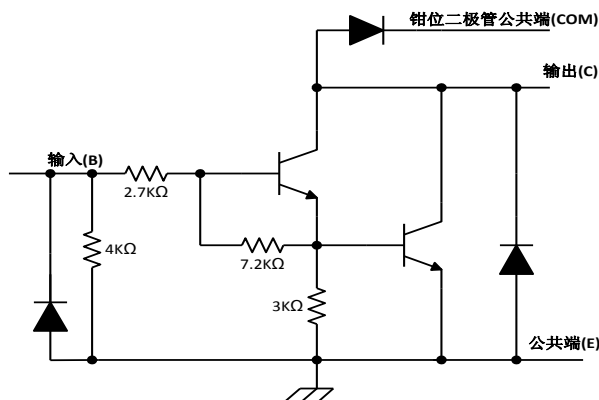 钳位二极管公共端(COM)
输出(C)
输入(B)
2.7KΩ
4KΩ
7.2KΩ
3KΩ
公共端(E)